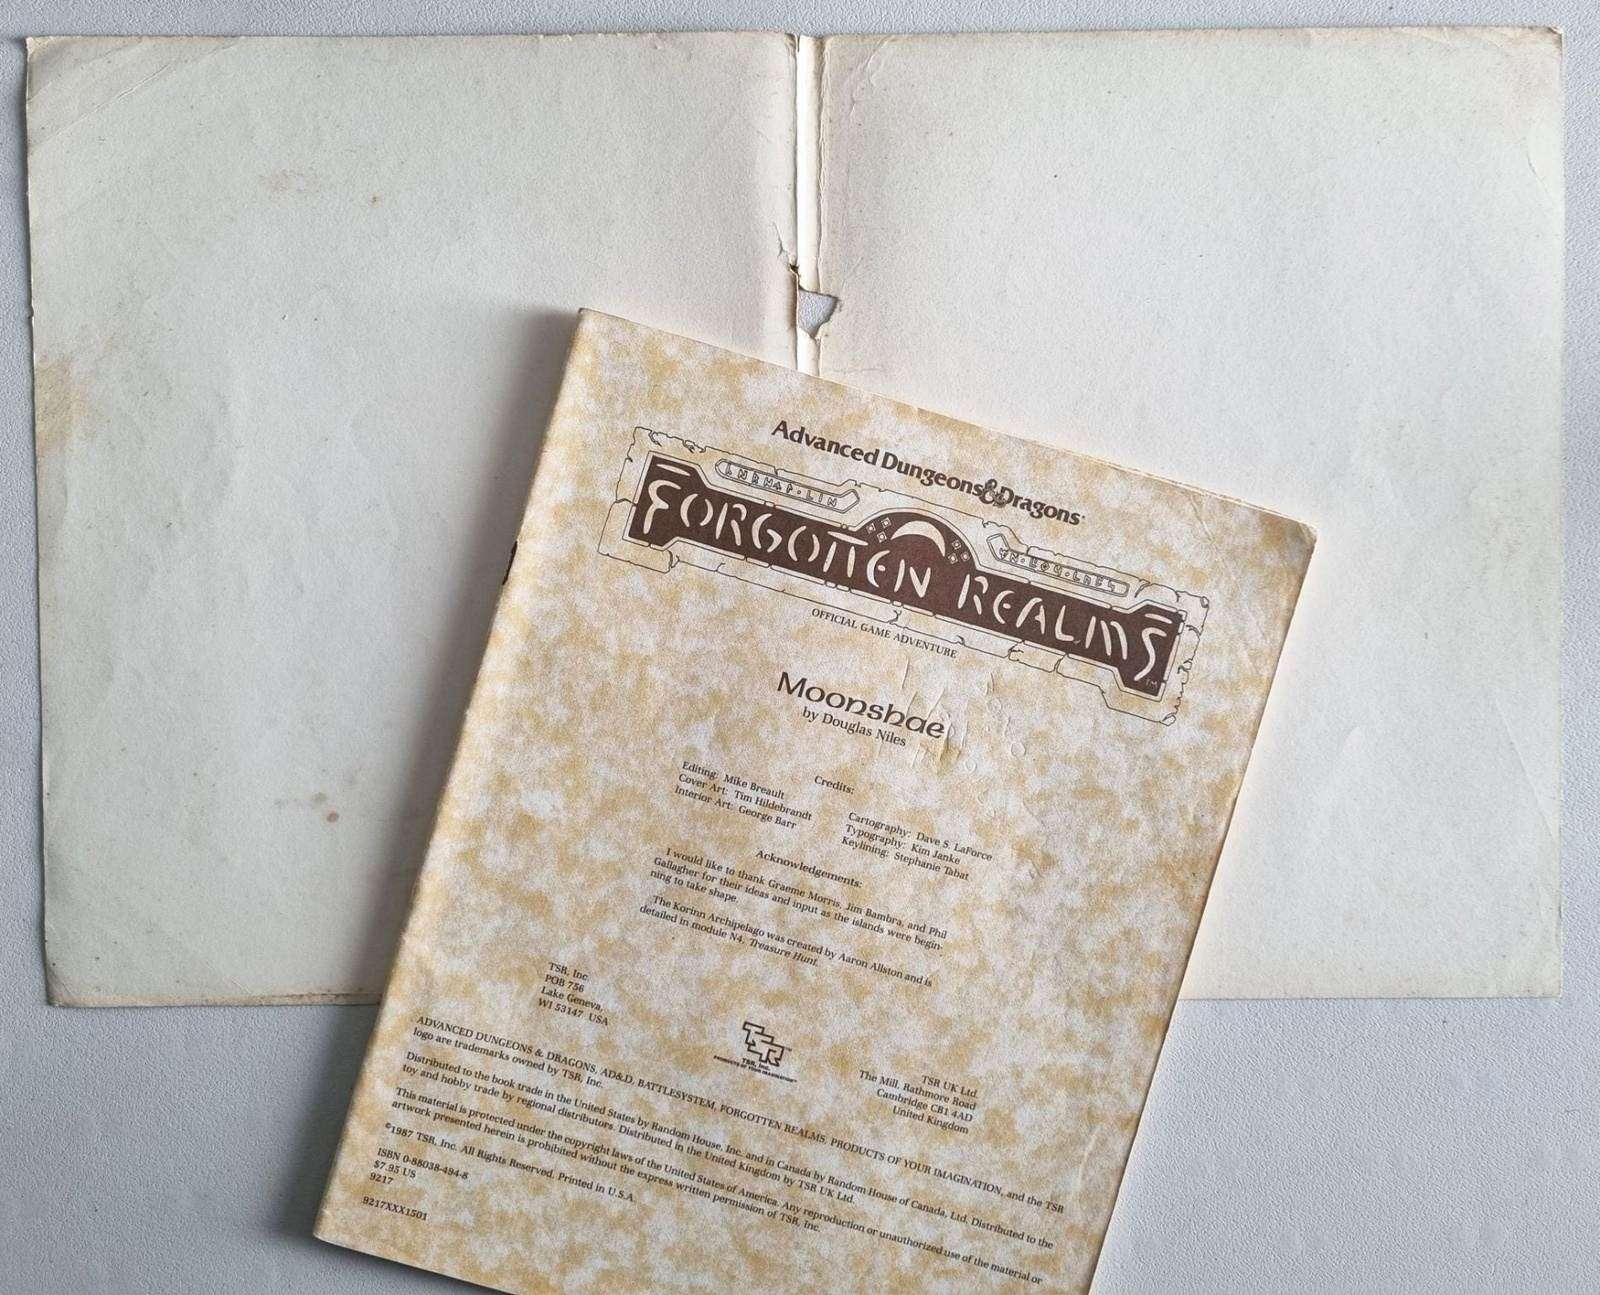 Advanced Dungeons & Dragons
FORGOTTEN REALMS
TM
OFFICIAL GAME ADVENTURE
Moonshae
by Douglas Niles
Credits:
Editing: Mike Breault
Cover Art: Tim Hildebrandt
Interior Art: George Barr
Cartography: Dave S. LaForce
Typography: Kim Janke
Keylining: Stephanie Tabat
Acknowledgements:
I would like to thank Graeme Morris, Jim Bambra, and Phil
Gallagher for their ideas and input as the islands were begin-
ning to take shape.
The Korinn Archipelago was created by Aaron Allston and is
detailed in module N4, Treasure Hunt.
TSR, Inc
POB 756
Lake Geneva,
WI 53147 USA
TSR
TSR, Inc.
PRODUCTS OF YOUR IMAGINATION™
TSR UK Ltd.
The Mill, Rathmore Road
Cambridge CB1 4AD
United Kingdom
ADVANCED DUNGEONS & DRAGONS, AD&D, BATTLESYSTEM, FORGOTTEN REALMS, PRODUCTS OF YOUR IMAGINATION, and the TSR
logo are trademarks owned by TSR, Inc.
Distributed to the book trade in the United States by Random House, Inc. and in Canada by Random House of Canada, Ltd. Distributed to the
toy and hobby trade by regional distributors. Distributed in the United Kingdom by TSR UK Ltd.
This material is protected under the copyright laws of the United States of America. Any reproduction or unauthorized use of the material or
artwork presented herein is prohibited without the express written permission of TSR, Inc.
©1987 TSR, Inc. All Rights Reserved. Printed in U.S.A.
ISBN 0-88038-494-8
$7.95 US
9217
9217XXX1501